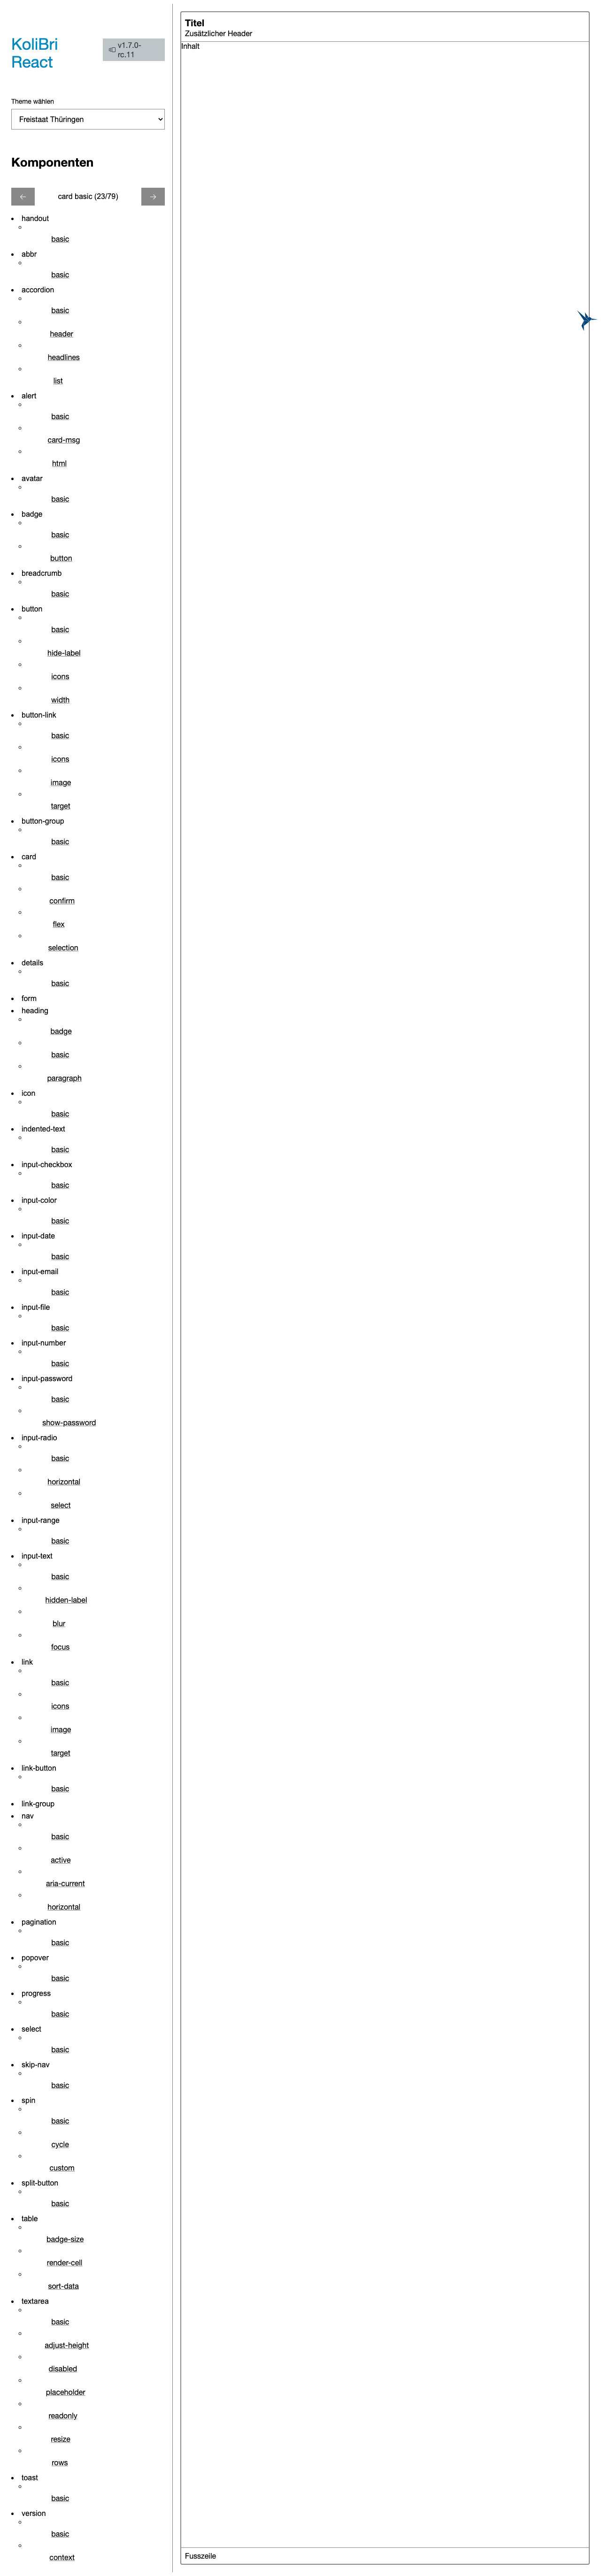 KoliBri
React
v1.7.0-
rc.11
Theme wählen
Freistaat Thüringen
Komponenten
card basic (23/79)
handout
basic
abbr
basic
accordion
basic
header
headlines
list
alert
basic
card-msg
html
avatar
basic
badge
basic
button
breadcrumb
basic
button
basic
hide-label
icons
width
button-link
basic
icons
image
target
button-group
basic
card
basic
confirm
flex
selection
details
basic
form
heading
badge
basic
paragraph
icon
basic
indented-text
basic
input-checkbox
basic
input-color
basic
input-date
basic
input-email
basic
input-file
basic
input-number
basic
input-password
basic
show-password
input-radio
basic
horizontal
select
input-range
basic
input-text
basic
hidden-label
blur
focus
link
basic
icons
image
target
link-button
basic
link-group
nav
basic
active
aria-current
horizontal
pagination
basic
popover
basic
progress
basic
select
basic
skip-nav
basic
spin
basic
cycle
custom
split-button
basic
table
badge-size
render-cell
sort-data
textarea
basic
adjust-height
disabled
placeholder
readonly
resize
rows
toast
basic
version
basic
context
Titel
Zusätzlicher Header
Inhalt
Fusszeile